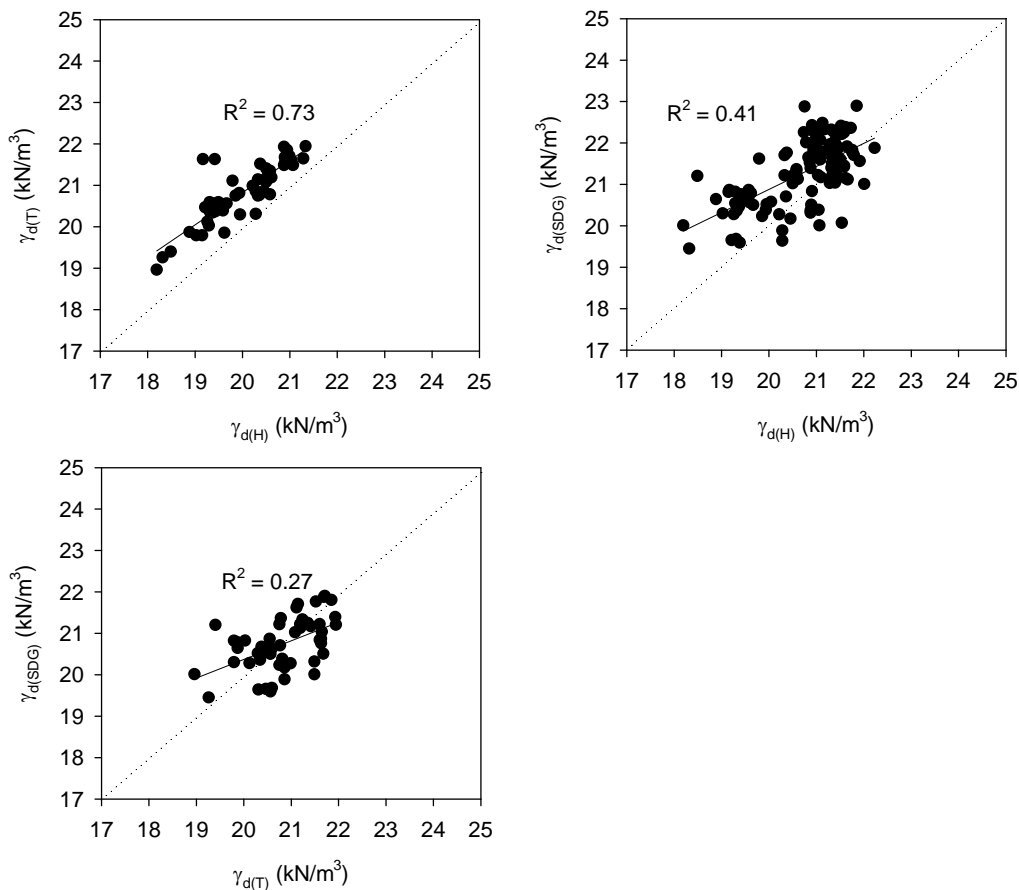 25
24
23
22
21
20
19
18
17
γd(T) (kN/m³)
R² = 0.73
17 18 19 20 21 22 23 24 25
γd(H) (kN/m³)
25
24
23
22
21
20
19
18
17
γd(SDG) (kN/m³)
R² = 0.41
17 18 19 20 21 22 23 24 25
γd(H) (kN/m³)
25
24
23
22
21
20
19
18
17
γd(SDG) (kN/m³)
R² = 0.27
17 18 19 20 21 22 23 24 25
γd(T) (kN/m³)